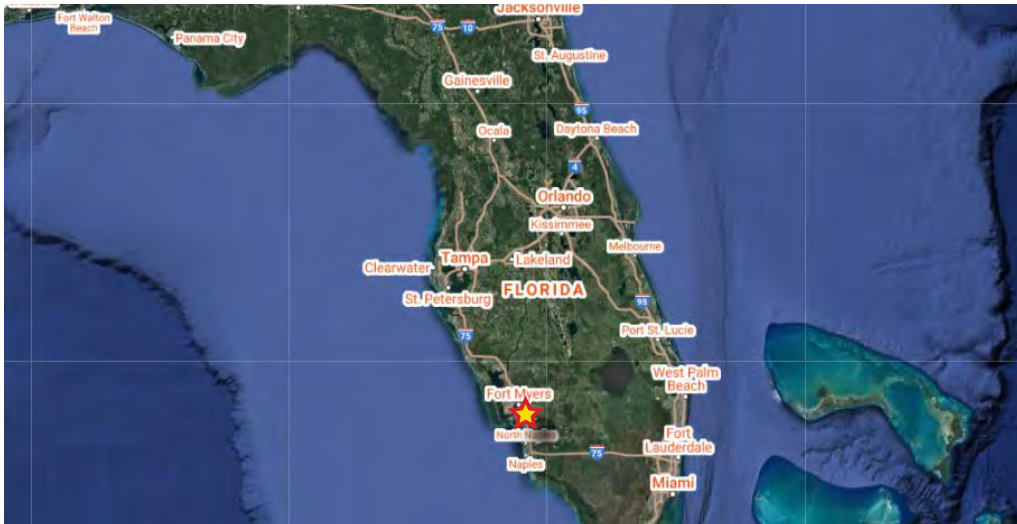 Jacksonville
Fort Walton
Beach
Panama City
75
10
St. Augustine
Gainesville
95
Ocala
Daytona Beach
4
Orlando
Kissimmee
Melbourne
Clearwater
Tampa
Lakeland
FLORIDA
St. Petersburg
95
75
Port St. Lucie
West Palm
Beach
Fort Myers
North Naples
Fort
Lauderdale
75
Naples
Miami